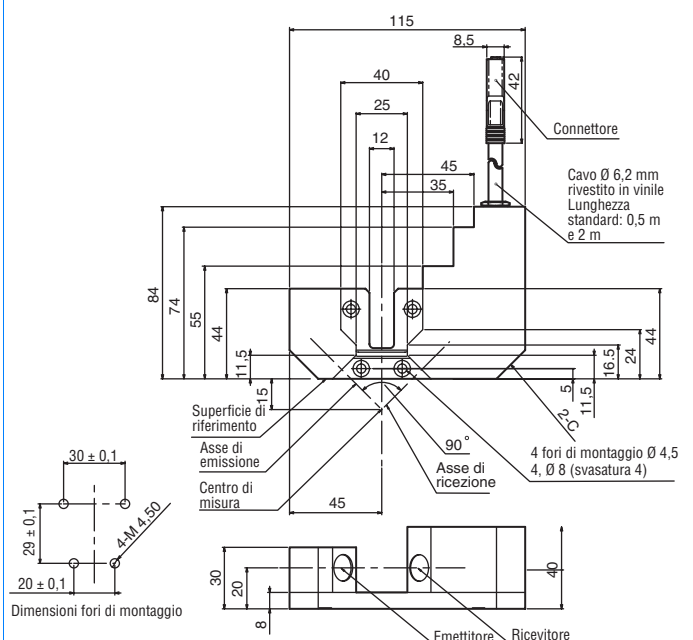 115
8,5
42
40
25
12
45
35
Connettore
Cavo Ø 6,2 mm
rivestito in vinile
Lunghezza
standard: 0,5 m
e 2 m
84
74
55
44
11,5
15
44
24
16.5
11,5
5
2-C
Superficie di
riferimento
Asse di
emissione
Centro di
misura
90°
Asse di
ricezione
4 fori di montaggio Ø 4,5
4, Ø 8 (svasatura 4)
45
30 ± 0,1
29 ± 0,1
4-M 4,50
20 ± 0,1
Dimensioni fori di montaggio
30
20
8
40
Emettitore
Ricevitore